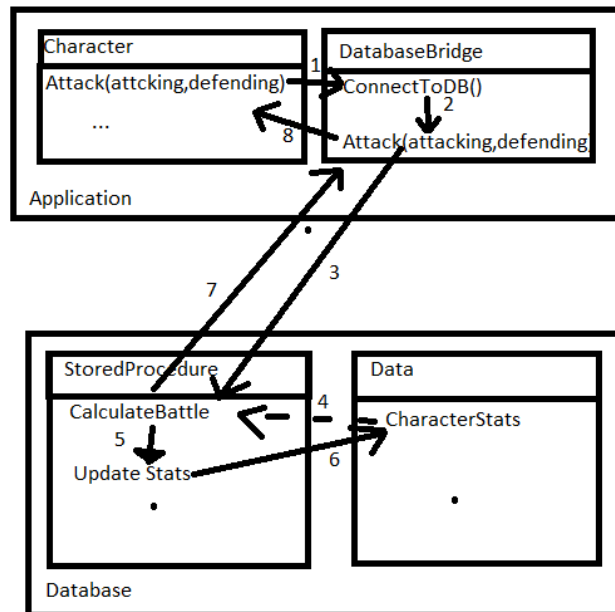 Character
Attack(attcking,defending)
...
1
DatabaseBridge
ConnectToDB()
2
8
Attack(attacking,defending)
Application
7
3
StoredProcedure
CalculateBattle
5
Update Stats
4
6
Data
CharacterStats
Database